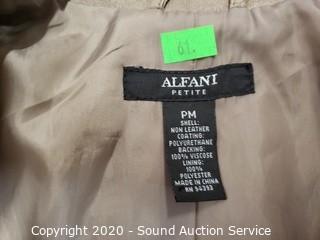 61.
ALFANI
PETITE
PM
SHELL:
NON LEATHER
COATING:
POLYURETHANE
BACKING:
100% VISCOSE
LINING:
100%
POLYESTER
MADE IN CHINA
RN 54393
Copyright 2020 - Sound Auction Service